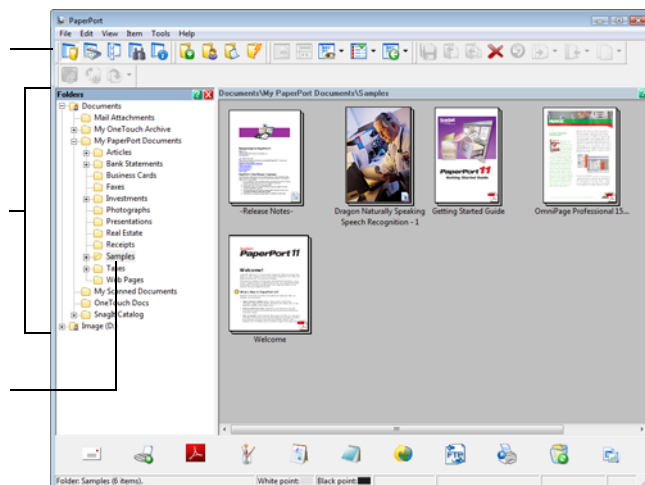 PaperPort
File Edit View Item Tools Help
Folders
Documents\My PaperPort Documents\Samples
Documents
Mail Attachments
My OneTouch Archive
My PaperPort Documents
Articles
Bank Statements
Business Cards
Faxes
Investments
Photographs
Presentations
Real Estate
Receipts
Samples
Taxes
Web Pages
My Scanned Documents
OneTouch Docs
SnagIt Catalog
Image (D:
-Release Notes-
Dragon Naturally Speaking
Speech Recognition - 1
PaperPort 11
Getting Started Guide
Getting Started Guide
OmniPage Professional 15...
PaperPort 11
Welcome!
Welcome
FTP
Folder: Samples (6 items).
White point:
Black point: